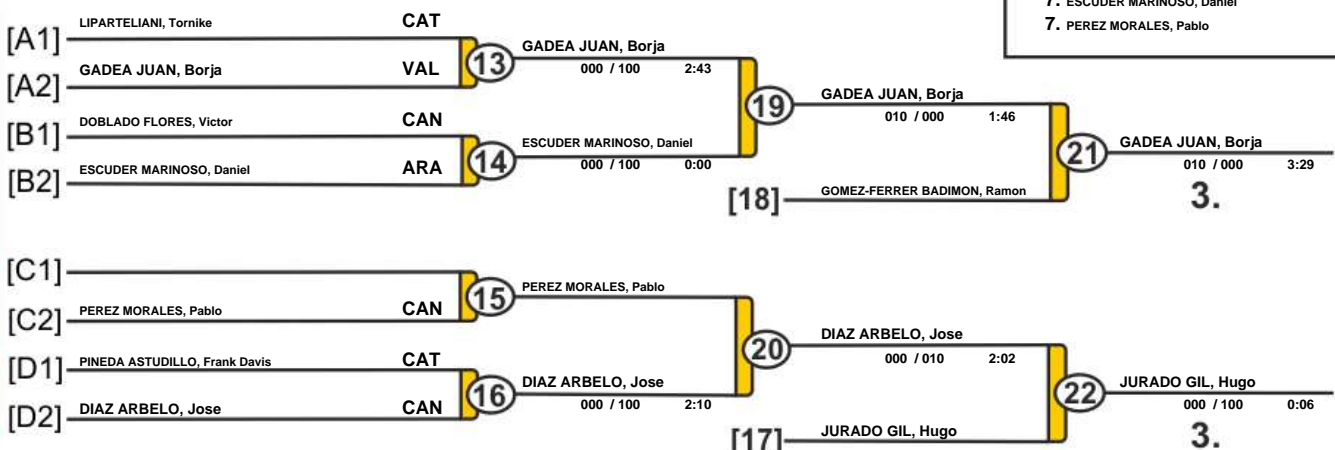 7. ESCUDER MARINOSO, Daniel
7. PEREZ MORALES, Pablo
[A1] LIPARTELIANI, Tornike CAT
[A2] GADEA JUAN, Borja VAL
13 GADEA JUAN, Borja
000 / 100 2:43
[B1] DOBLADO FLORES, Victor CAN
[B2] ESCUDER MARINOSO, Daniel ARA
14 ESCUDER MARINOSO, Daniel
000 / 100 0:00
19 GADEA JUAN, Borja
010 / 000 1:46
[18] GOMEZ-FERRER BADIMON, Ramon
21 GADEA JUAN, Borja
010 / 000 3:29
3.
[C1]
[C2] PEREZ MORALES, Pablo CAN
15 PEREZ MORALES, Pablo
[D1] PINEDA ASTUDILLO, Frank Davis CAT
[D2] DIAZ ARBELO, Jose CAN
16 DIAZ ARBELO, Jose
000 / 100 2:10
20 DIAZ ARBELO, Jose
000 / 010 2:02
[17] JURADO GIL, Hugo
22 JURADO GIL, Hugo
000 / 100 0:06
3.